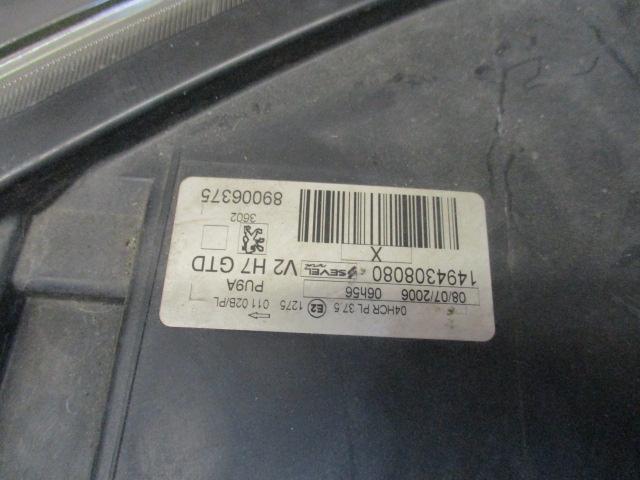 04HCR PL 37.5 E2 1275 011 02B/PL
08/07/2006 06h56 PU9A
1494308080 SEVEL V2 H7 GTD
X
3602
89006375